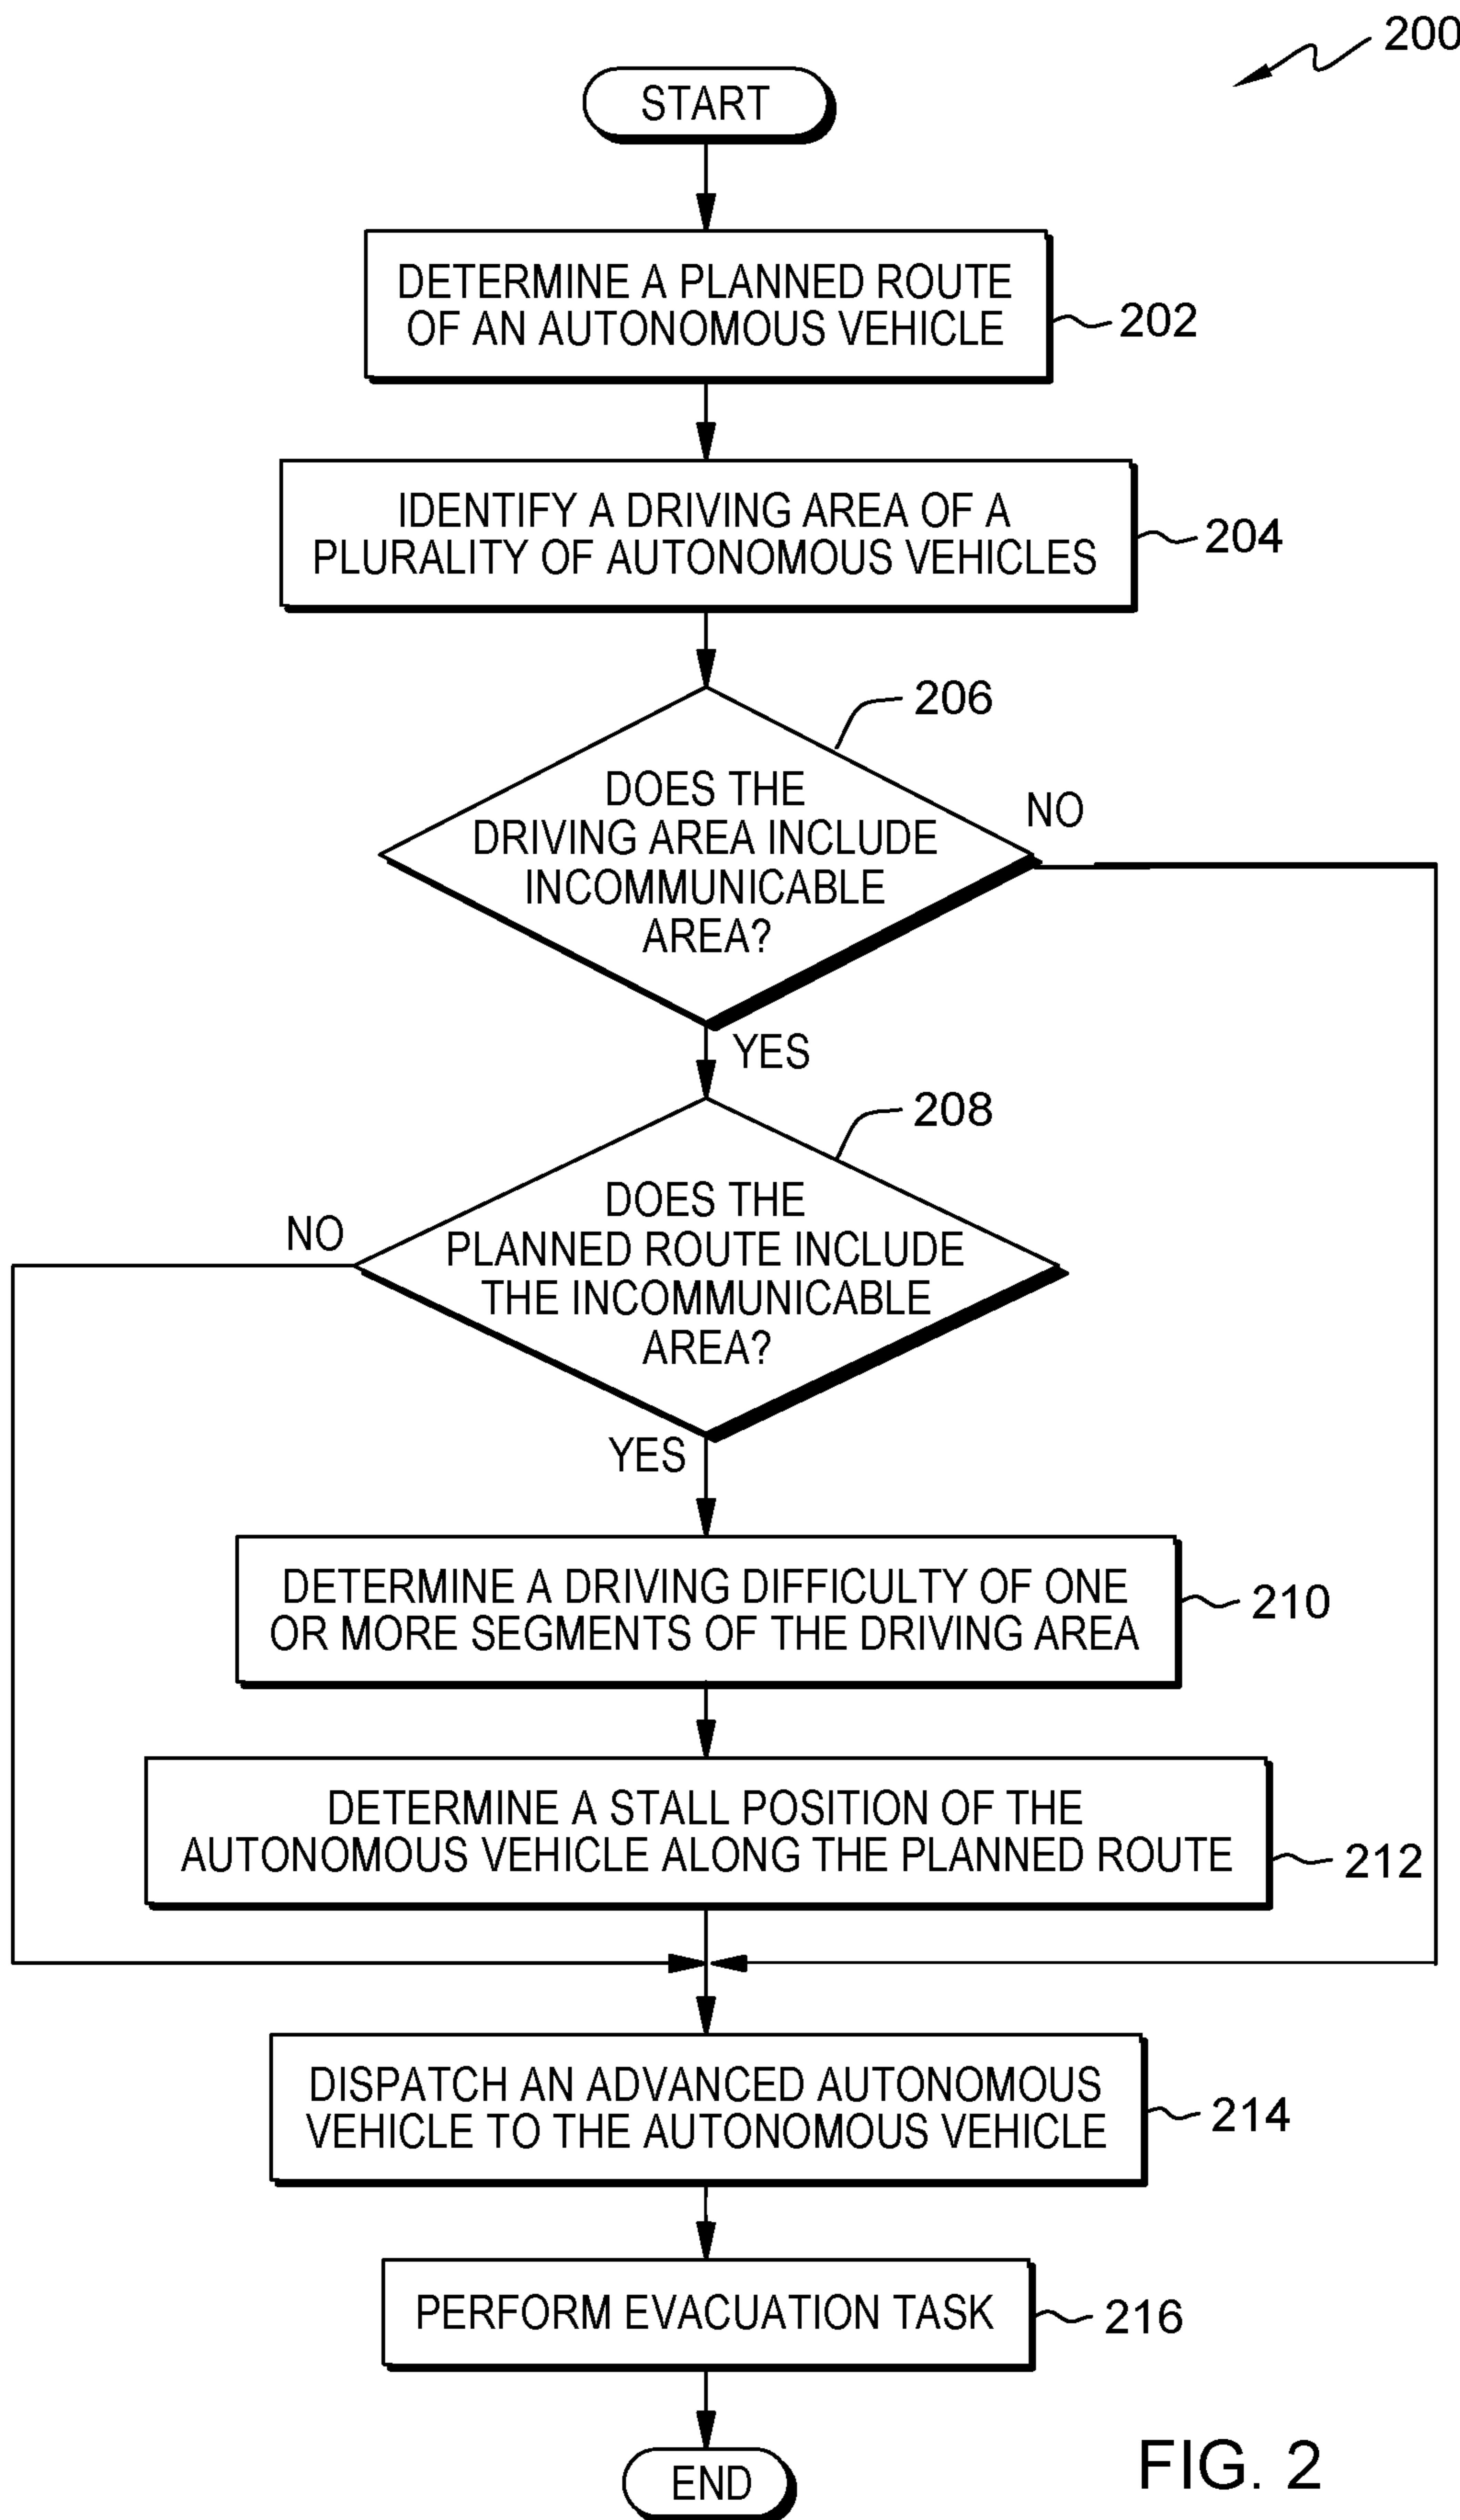 200
START
DETERMINE A PLANNED ROUTE
OF AN AUTONOMOUS VEHICLE
202
IDENTIFY A DRIVING AREA OF A
PLURALITY OF AUTONOMOUS VEHICLES
204
206
DOES THE
DRIVING AREA INCLUDE
INCOMMUNICABLE
AREA?
NO
YES
208
DOES THE
PLANNED ROUTE INCLUDE
THE INCOMMUNICABLE
AREA?
NO
YES
DETERMINE A DRIVING DIFFICULTY OF ONE
OR MORE SEGMENTS OF THE DRIVING AREA
210
DETERMINE A STALL POSITION OF THE
AUTONOMOUS VEHICLE ALONG THE PLANNED ROUTE
212
DISPATCH AN ADVANCED AUTONOMOUS
VEHICLE TO THE AUTONOMOUS VEHICLE
214
PERFORM EVACUATION TASK
216
END
FIG. 2